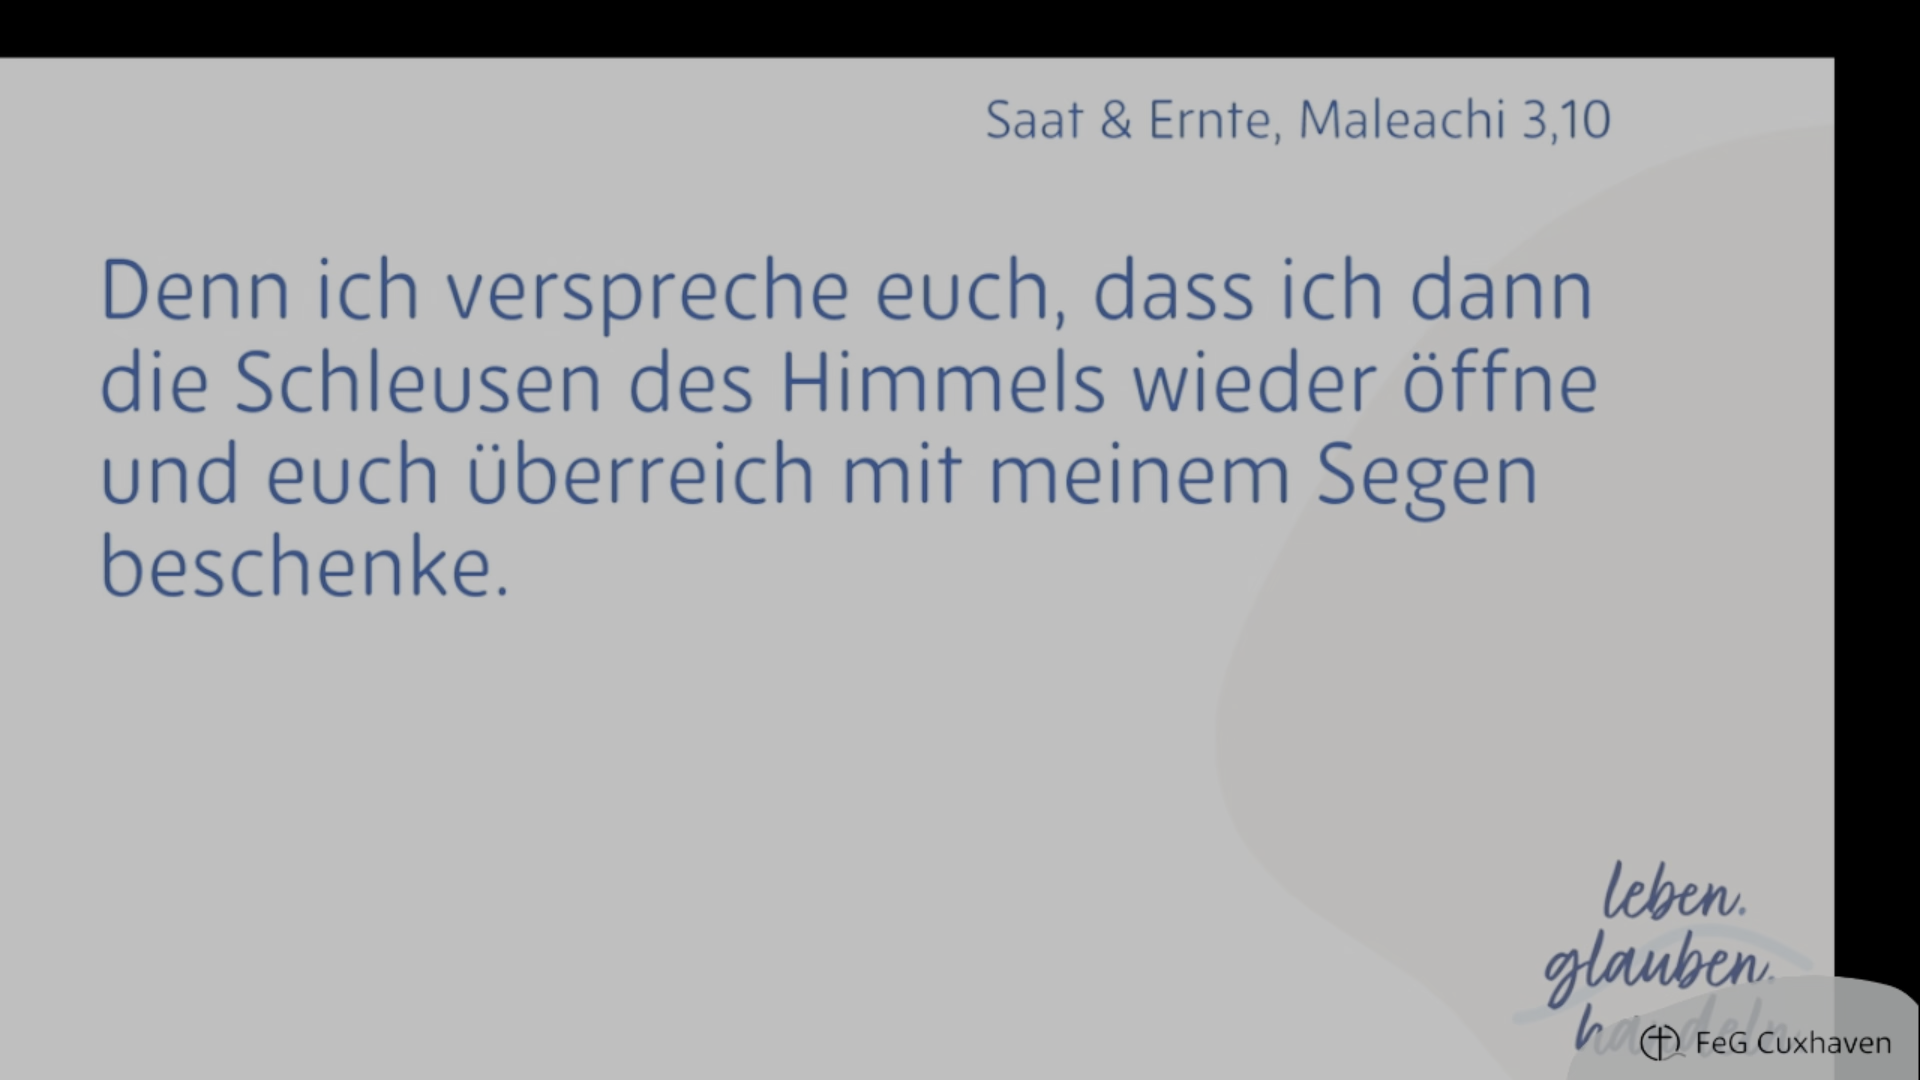 Saat & Ernte, Maleachi 3,10
Denn ich verspreche euch, dass ich dann
die Schleusen des Himmels wieder öffne
und euch überreich mit meinem Segen
beschenke.
leben.
glauben.
handeln.
FeG Cuxhaven